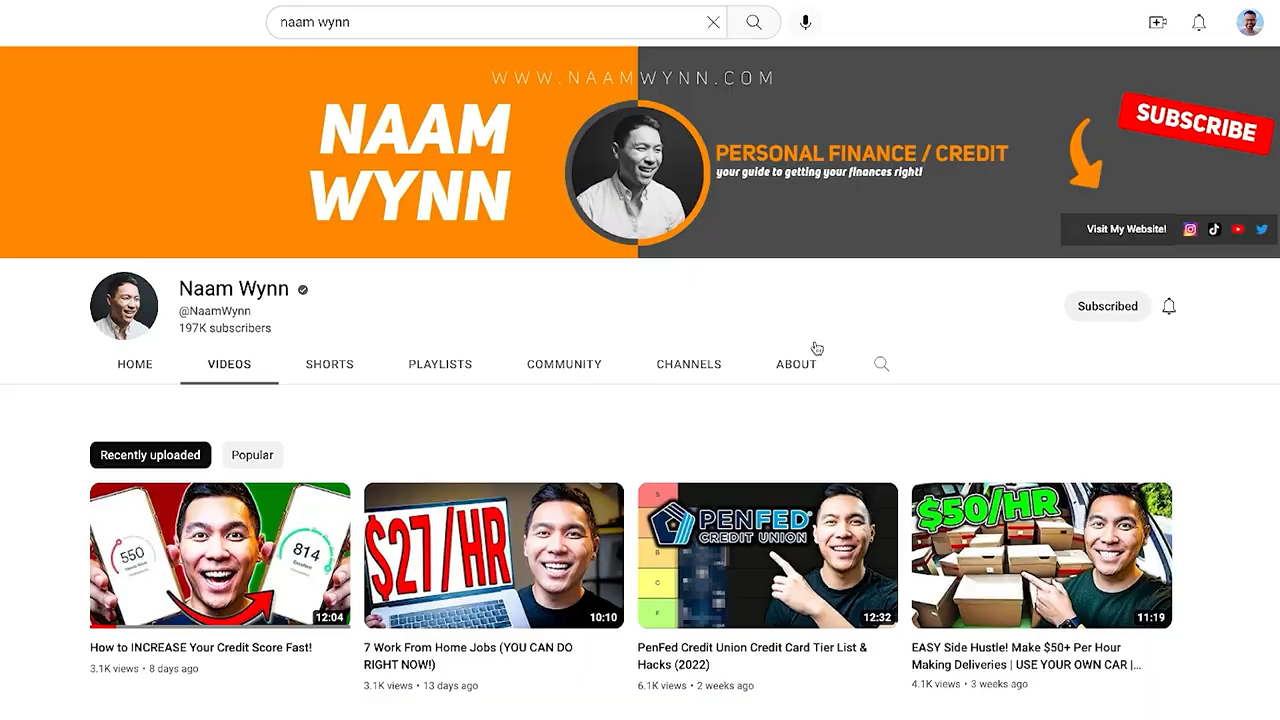 naam wynn
WWW.NAAMWYNN.COM
NAAM
WYNN
PERSONAL FINANCE / CREDIT
your guide to getting your finances right!
SUBSCRIBE
Visit My Website!
Naam Wynn
@NaamWynn
197K subscribers
Subscribed
HOME VIDEOS SHORTS PLAYLISTS COMMUNITY CHANNELS ABOUT
Recently uploaded Popular
550
814
Excellent
12:04
$27/HR
10:10
S
PENFED
CREDIT UNION
B
C
F
12:32
$50/HR
11:19
How to INCREASE Your Credit Score Fast!
3.1K views • 8 days ago
7 Work From Home Jobs (YOU CAN DO
RIGHT NOW!)
3.1K views • 13 days ago
PenFed Credit Union Credit Card Tier List &
Hacks (2022)
6.1K views • 2 weeks ago
EASY Side Hustle! Make $50+ Per Hour
Making Deliveries | USE YOUR OWN CAR |...
4.1K views • 3 weeks ago